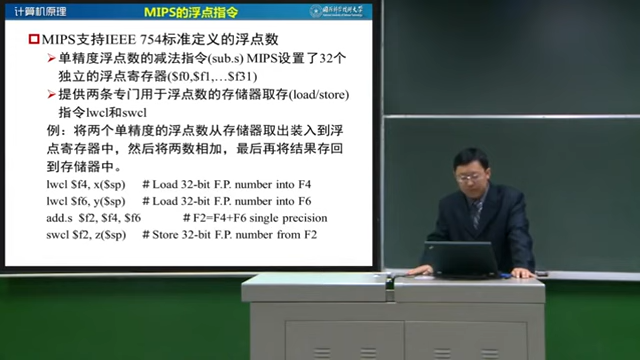 计算机原理
MIPS的浮点指令
国防科学技术大学
MIPS支持IEEE 754标准定义的浮点数
单精度浮点数的减法指令(sub.s) MIPS设置了32个
独立的浮点寄存器($f0,$f1,…$f31)
提供两条专门用于浮点数的存储器取存(load/store)
指令lwcl和swcl
例：将两个单精度的浮点数从存储器取出装入到浮
点寄存器中，然后将两数相加，最后再将结果存回
到存储器中。
lwcl $f4, x($sp) # Load 32-bit F.P. number into F4
lwcl $f6, y($sp) # Load 32-bit F.P. number into F6
add.s $f2, $f4, $f6 # F2=F4+F6 single precision
swcl $f2, z($sp) # Store 32-bit F.P. number from F2